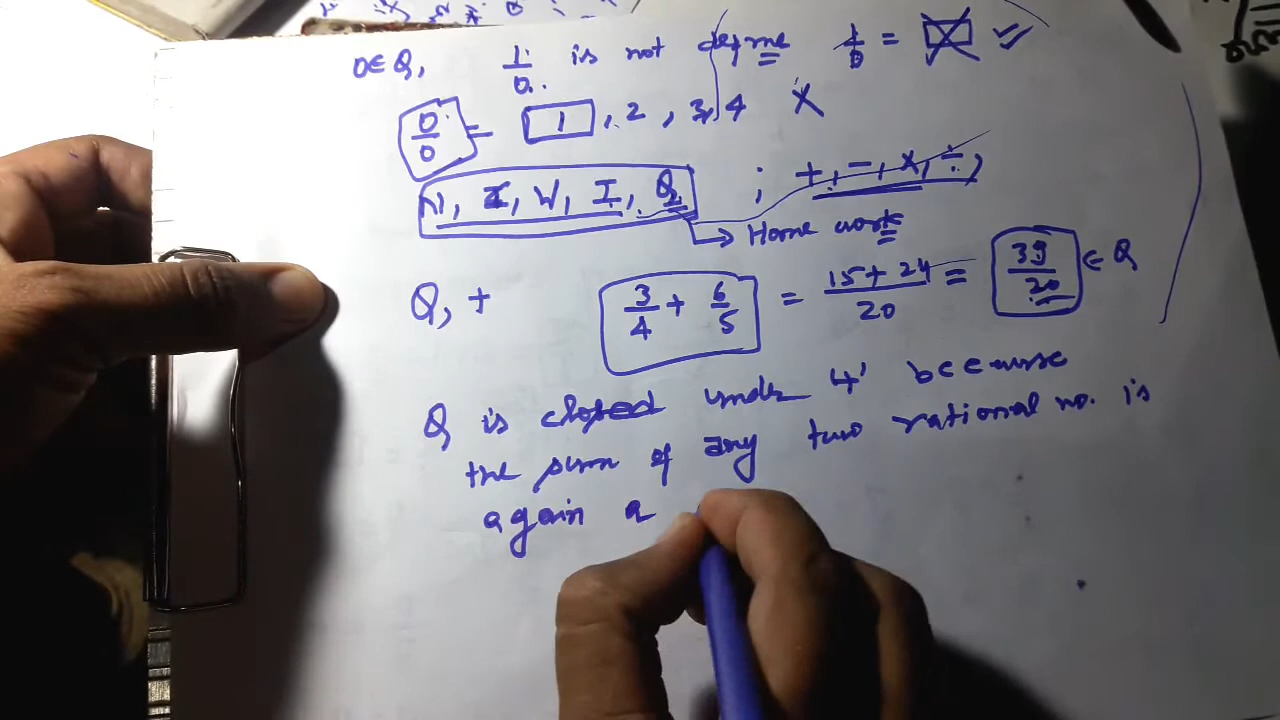 0 ∈ Q, 1/0 is not define 1/0 =
0/0 = 1, 2, 3, 4 X
N, W, I, Q ; +, -, x, ÷,
→ Home work
Q, + 3/4 + 6/5 = 15 + 24 / 20 = 39/20 ∈ Q
Q is closed under '+' because
the sum of any two rational no. is
again a